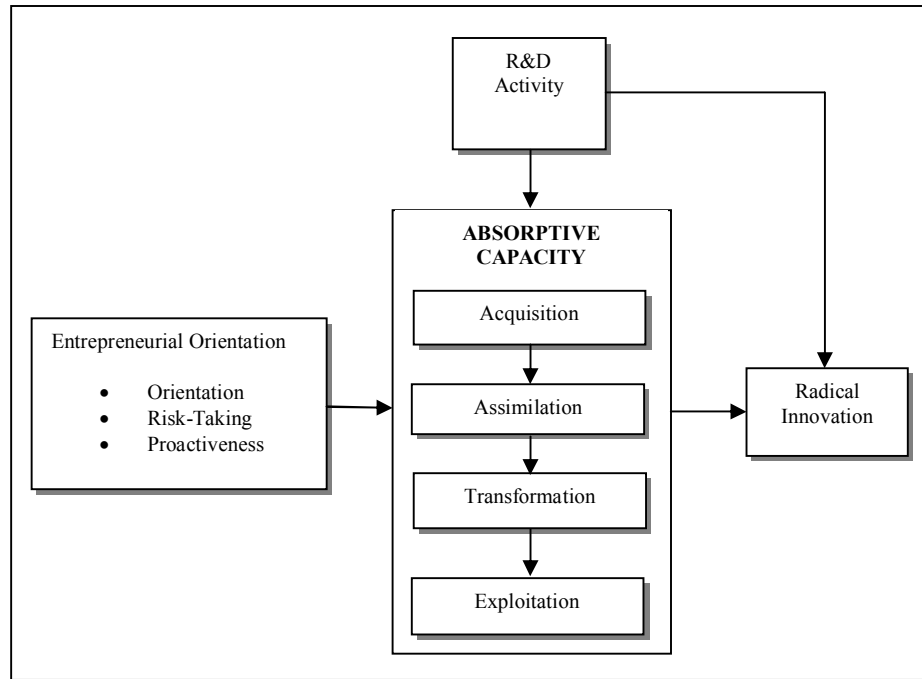 R&D
Activity
ABSORPTIVE
CAPACITY
Acquisition
Assimilation
Transformation
Exploitation
Entrepreneurial Orientation
• Orientation
• Risk-Taking
• Proactiveness
Radical
Innovation